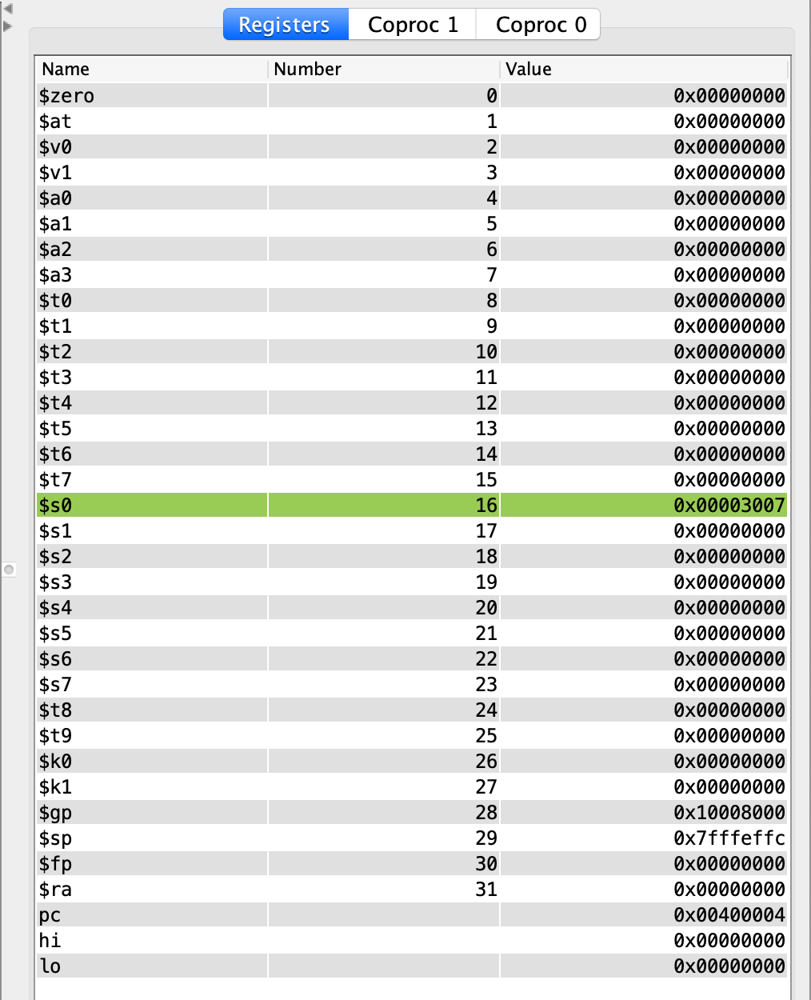 Registers Coproc 1 Coproc 0
Name Number Value
$zero 0 0x00000000
$at 1 0x00000000
$v0 2 0x00000000
$v1 3 0x00000000
$a0 4 0x00000000
$a1 5 0x00000000
$a2 6 0x00000000
$a3 7 0x00000000
$t0 8 0x00000000
$t1 9 0x00000000
$t2 10 0x00000000
$t3 11 0x00000000
$t4 12 0x00000000
$t5 13 0x00000000
$t6 14 0x00000000
$t7 15 0x00000000
$s0 16 0x00003007
$s1 17 0x00000000
$s2 18 0x00000000
$s3 19 0x00000000
$s4 20 0x00000000
$s5 21 0x00000000
$s6 22 0x00000000
$s7 23 0x00000000
$t8 24 0x00000000
$t9 25 0x00000000
$k0 26 0x00000000
$k1 27 0x00000000
$gp 28 0x10008000
$sp 29 0x7fffeffc
$fp 30 0x00000000
$ra 31 0x00000000
pc 0x00400004
hi 0x00000000
lo 0x00000000